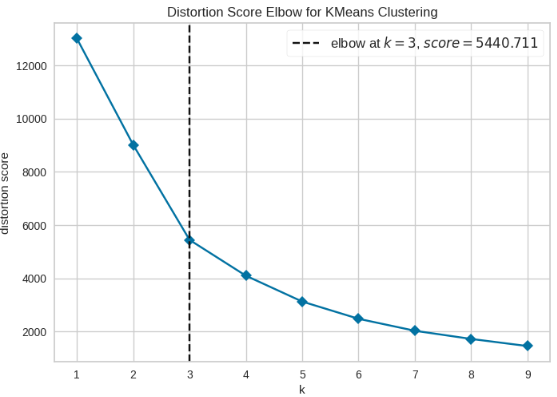 Distortion Score Elbow for KMeans Clustering
elbow at k = 3, score = 5440.711
12000
10000
8000
6000
4000
2000
distortion score
1 2 3 4 5 6 7 8 9
k